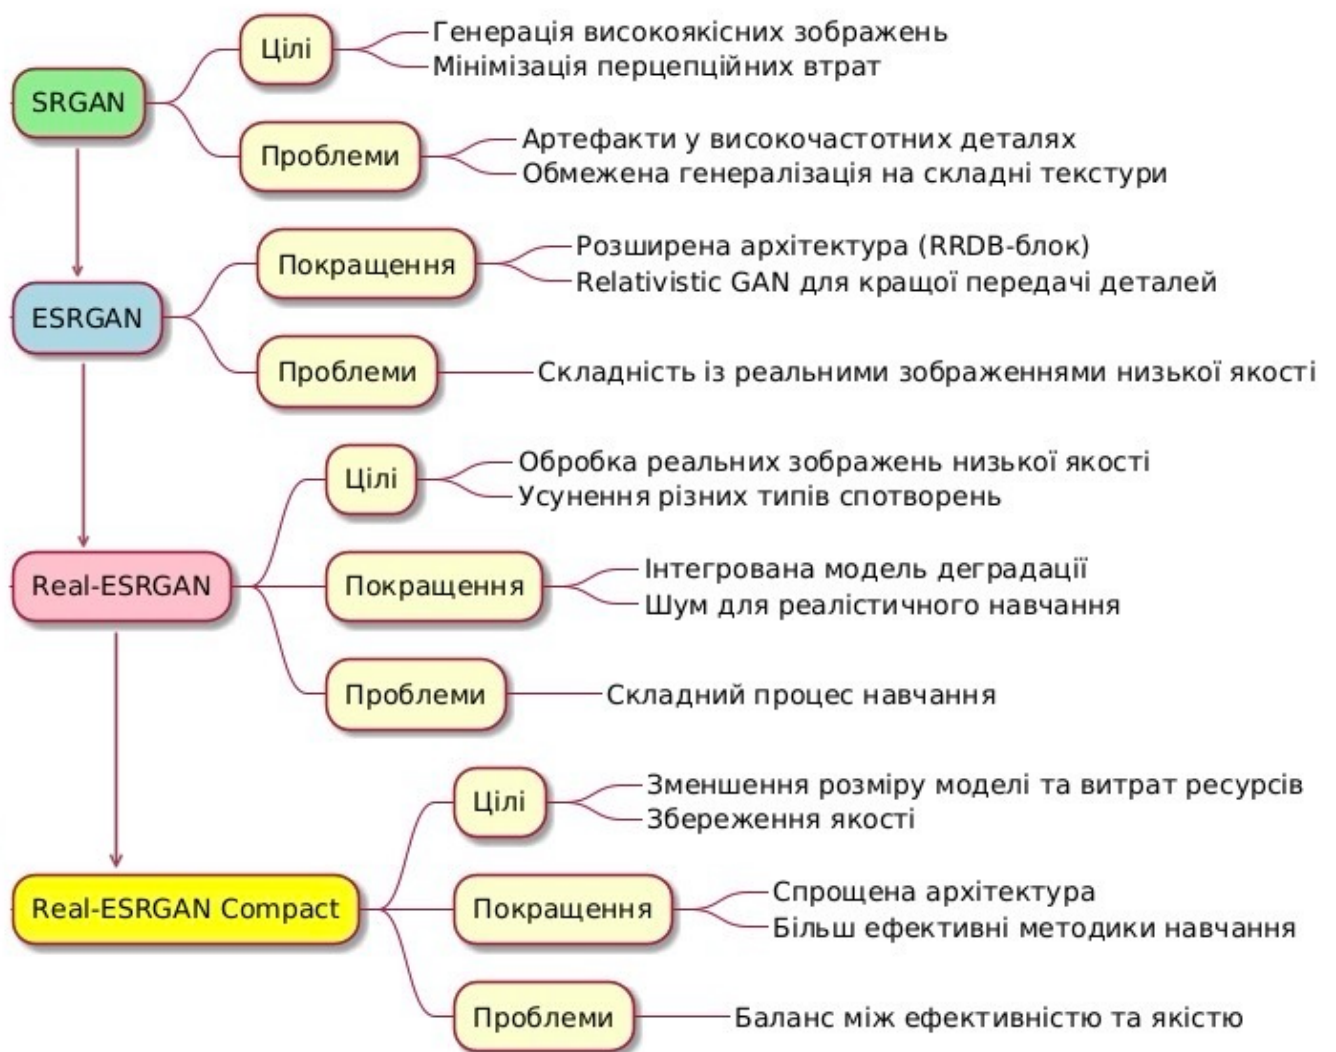 SRGAN
Цілі
Генерація високоякісних зображень
Мінімізація перцепційних втрат
Проблеми
Артефакти у високочастотних деталях
Обмежена генералізація на складні текстури
ESRGAN
Покращення
Розширена архітектура (RRDB-блок)
Relativistic GAN для кращої передачі деталей
Проблеми
Складність із реальними зображеннями низької якості
Real-ESRGAN
Цілі
Обробка реальних зображень низької якості
Усунення різних типів спотворень
Покращення
Інтегрована модель деградації
Шум для реалістичного навчання
Проблеми
Складний процес навчання
Real-ESRGAN Compact
Цілі
Зменшення розміру моделі та витрат ресурсів
Збереження якості
Покращення
Спрощена архітектура
Більш ефективні методики навчання
Проблеми
Баланс між ефективністю та якістю